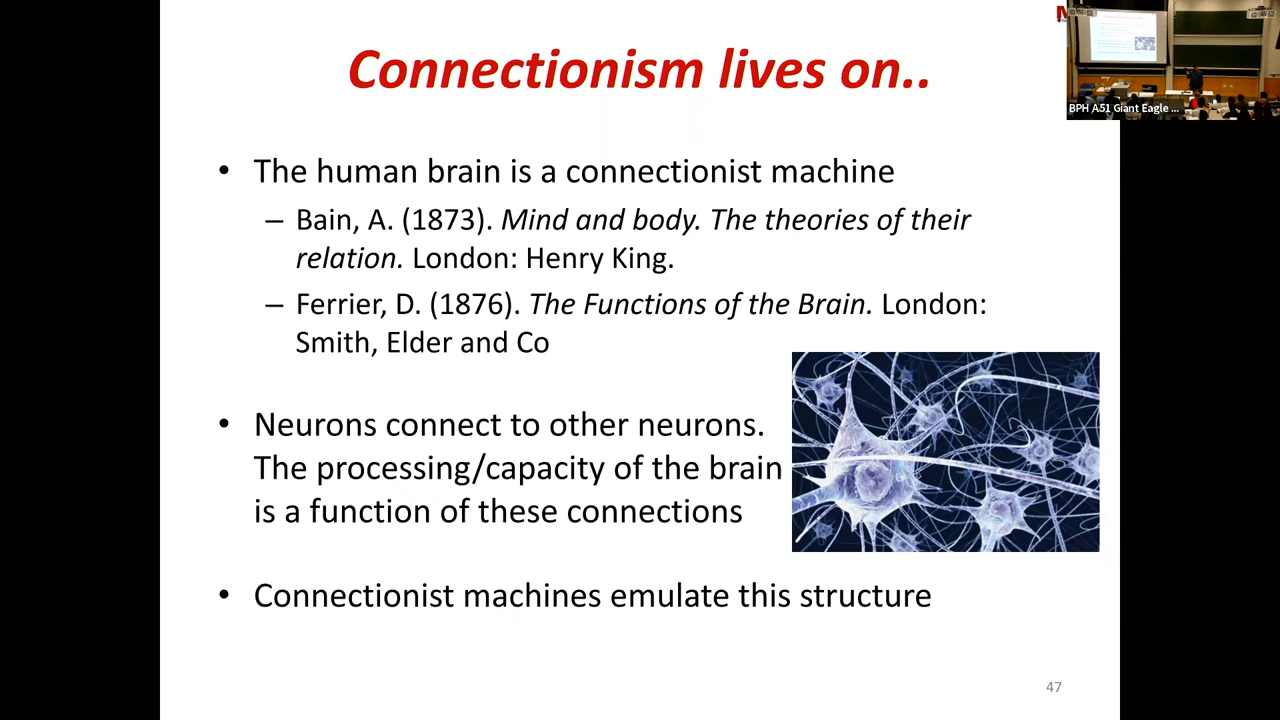 Connectionism lives on..
• The human brain is a connectionist machine
– Bain, A. (1873). Mind and body. The theories of their
relation. London: Henry King.
– Ferrier, D. (1876). The Functions of the Brain. London:
Smith, Elder and Co
• Neurons connect to other neurons.
The processing/capacity of the brain
is a function of these connections
• Connectionist machines emulate this structure
47
BPH A51 Giant Eagle ...